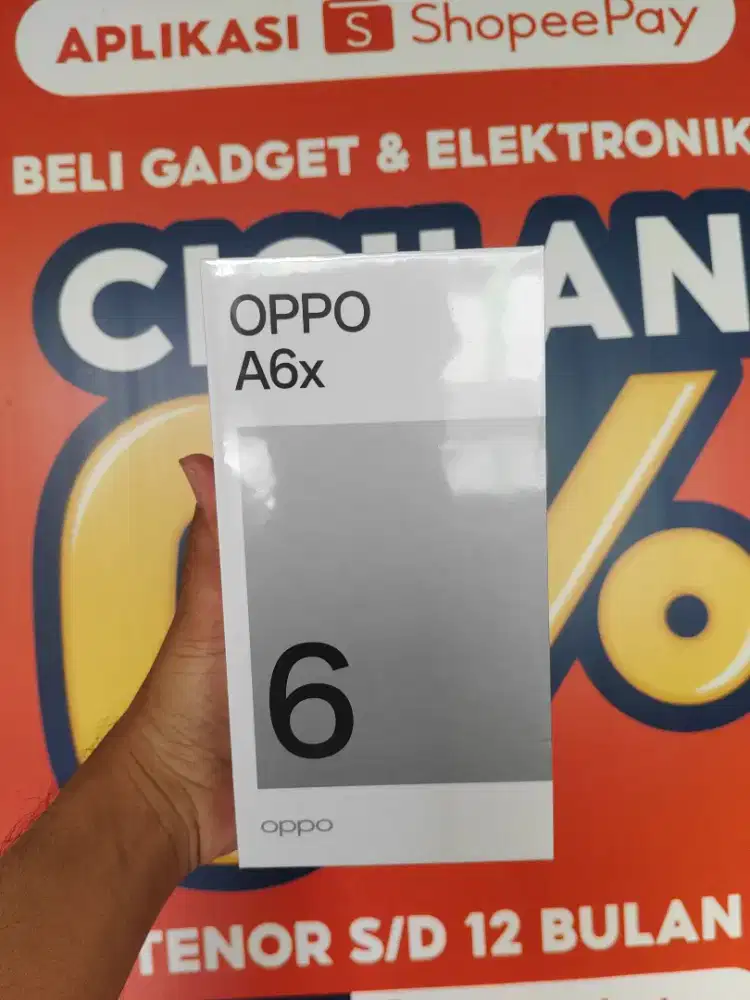 APLIKASI S ShopeePay
BELI GADGET & ELEKTRONIK
OPPO
A6x
6
oppo
TENOR S/D 12 BULAN